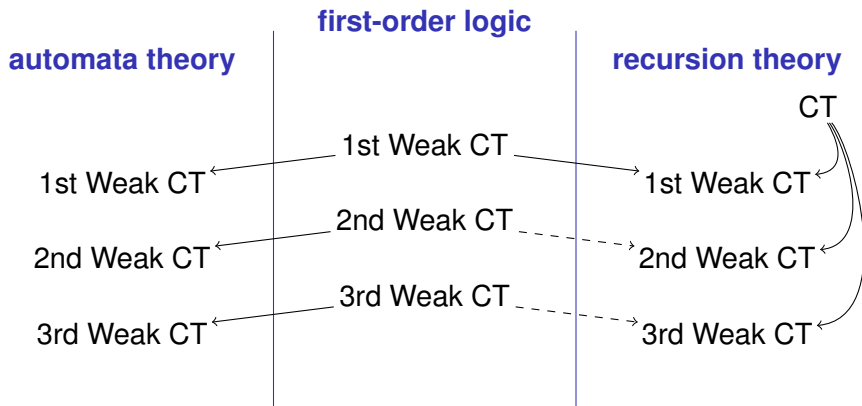 first-order logic
automata theory
recursion theory
CT
1st Weak CT
1st Weak CT
1st Weak CT
2nd Weak CT
2nd Weak CT
2nd Weak CT
3rd Weak CT
3rd Weak CT
3rd Weak CT